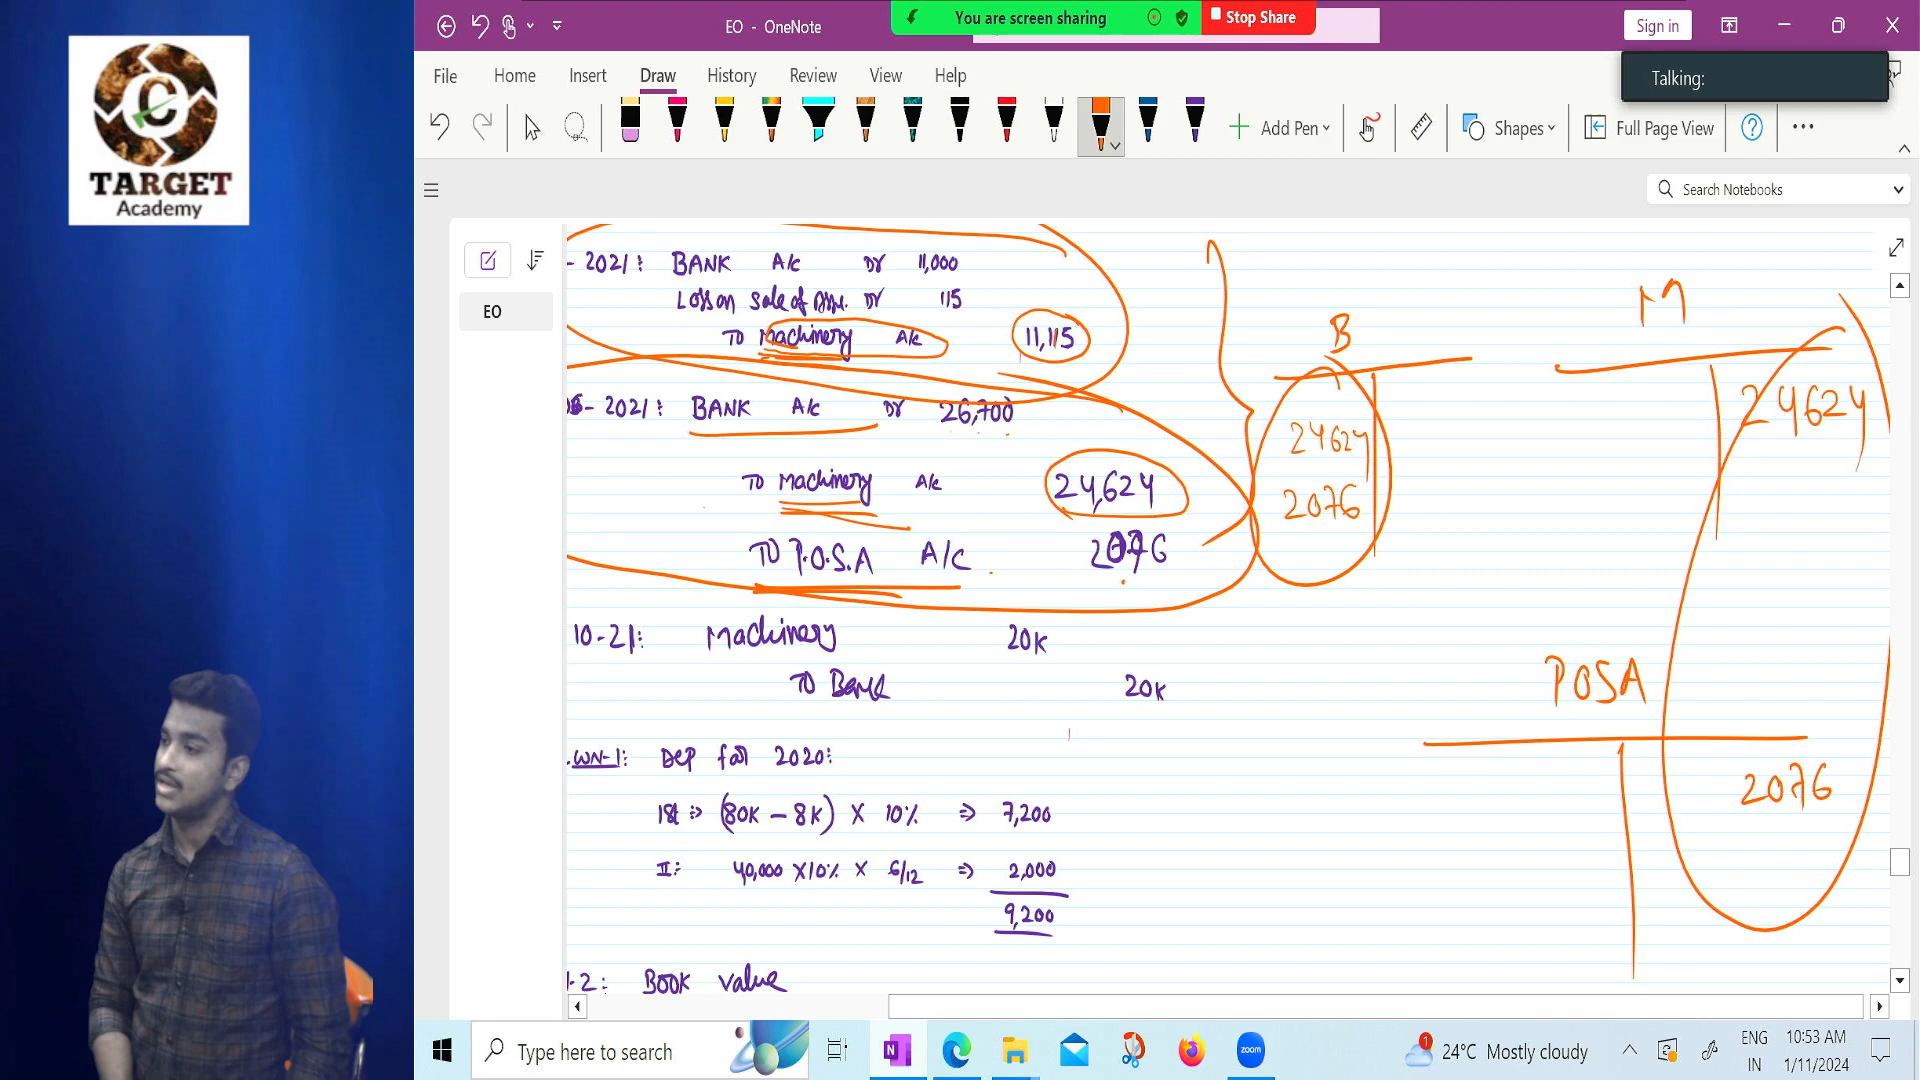 TARGET
Academy
EO - OneNote
You are screen sharing
Stop Share
Sign in
File Home Insert Draw History Review View Help
Talking:
Add Pen
Shapes
Full Page View
Search Notebooks
EO
- 2021: BANK A/c Dr 11,000
Loss on Sale of Dr 115
To Machinery A/c 11,115
- 2021: BANK A/c Dr 26,700
To Machinery A/c 24,624
To P.O.S.A A/C 2076
10-21: Machinery 20K
To Bank 20K
WN-1: Dep for 2020:
1st => (80K - 8K) X 10% => 7,200
II: 40,000 X10% X 6/12 => 2,000
9,200
-2: Book value
B
24624
2076
M
24624
POSA
2076
Type here to search
zoom
1
24°C Mostly cloudy
ENG
IN
10:53 AM
1/11/2024